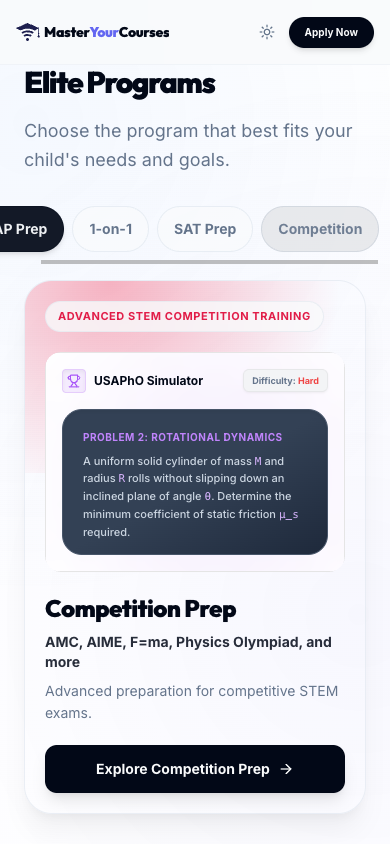 MasterYourCourses
Apply Now
Elite Programs
Choose the program that best fits your
child's needs and goals.
AP Prep
1-on-1
SAT Prep
Competition
ADVANCED STEM COMPETITION TRAINING
USAPhO Simulator
Difficulty: Hard
PROBLEM 2: ROTATIONAL DYNAMICS
A uniform solid cylinder of mass M and
radius R rolls without slipping down an
inclined plane of angle θ. Determine the
minimum coefficient of static friction μ_s
required.
Competition Prep
AMC, AIME, F=ma, Physics Olympiad, and
more
Advanced preparation for competitive STEM
exams.
Explore Competition Prep